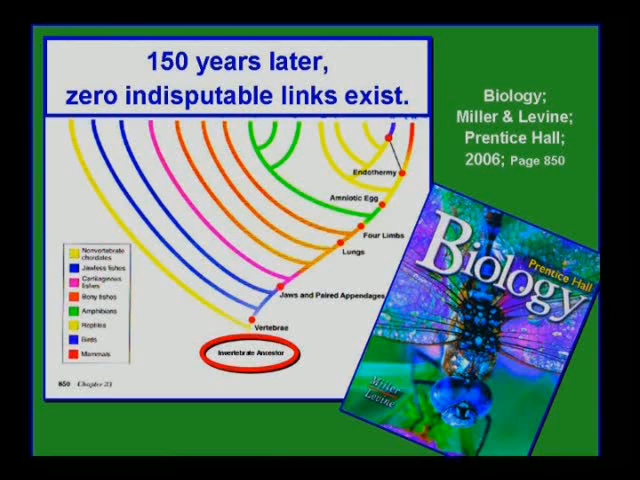 150 years later,
zero indisputable links exist.
Biology;
Miller & Levine;
Prentice Hall;
2006; Page 850
Endothermy
Amniotic Egg
Four Limbs
Lungs
Jaws and Paired Appendages
Vertebrae
Invertebrate Ancestor
Nonvertebrate
chordates
Jawless fishes
Cartilaginous
fishes
Bony fishes
Amphibians
Reptiles
Birds
Mammals
850 Chapter 33
Prentice Hall
Biology
Miller
Levine